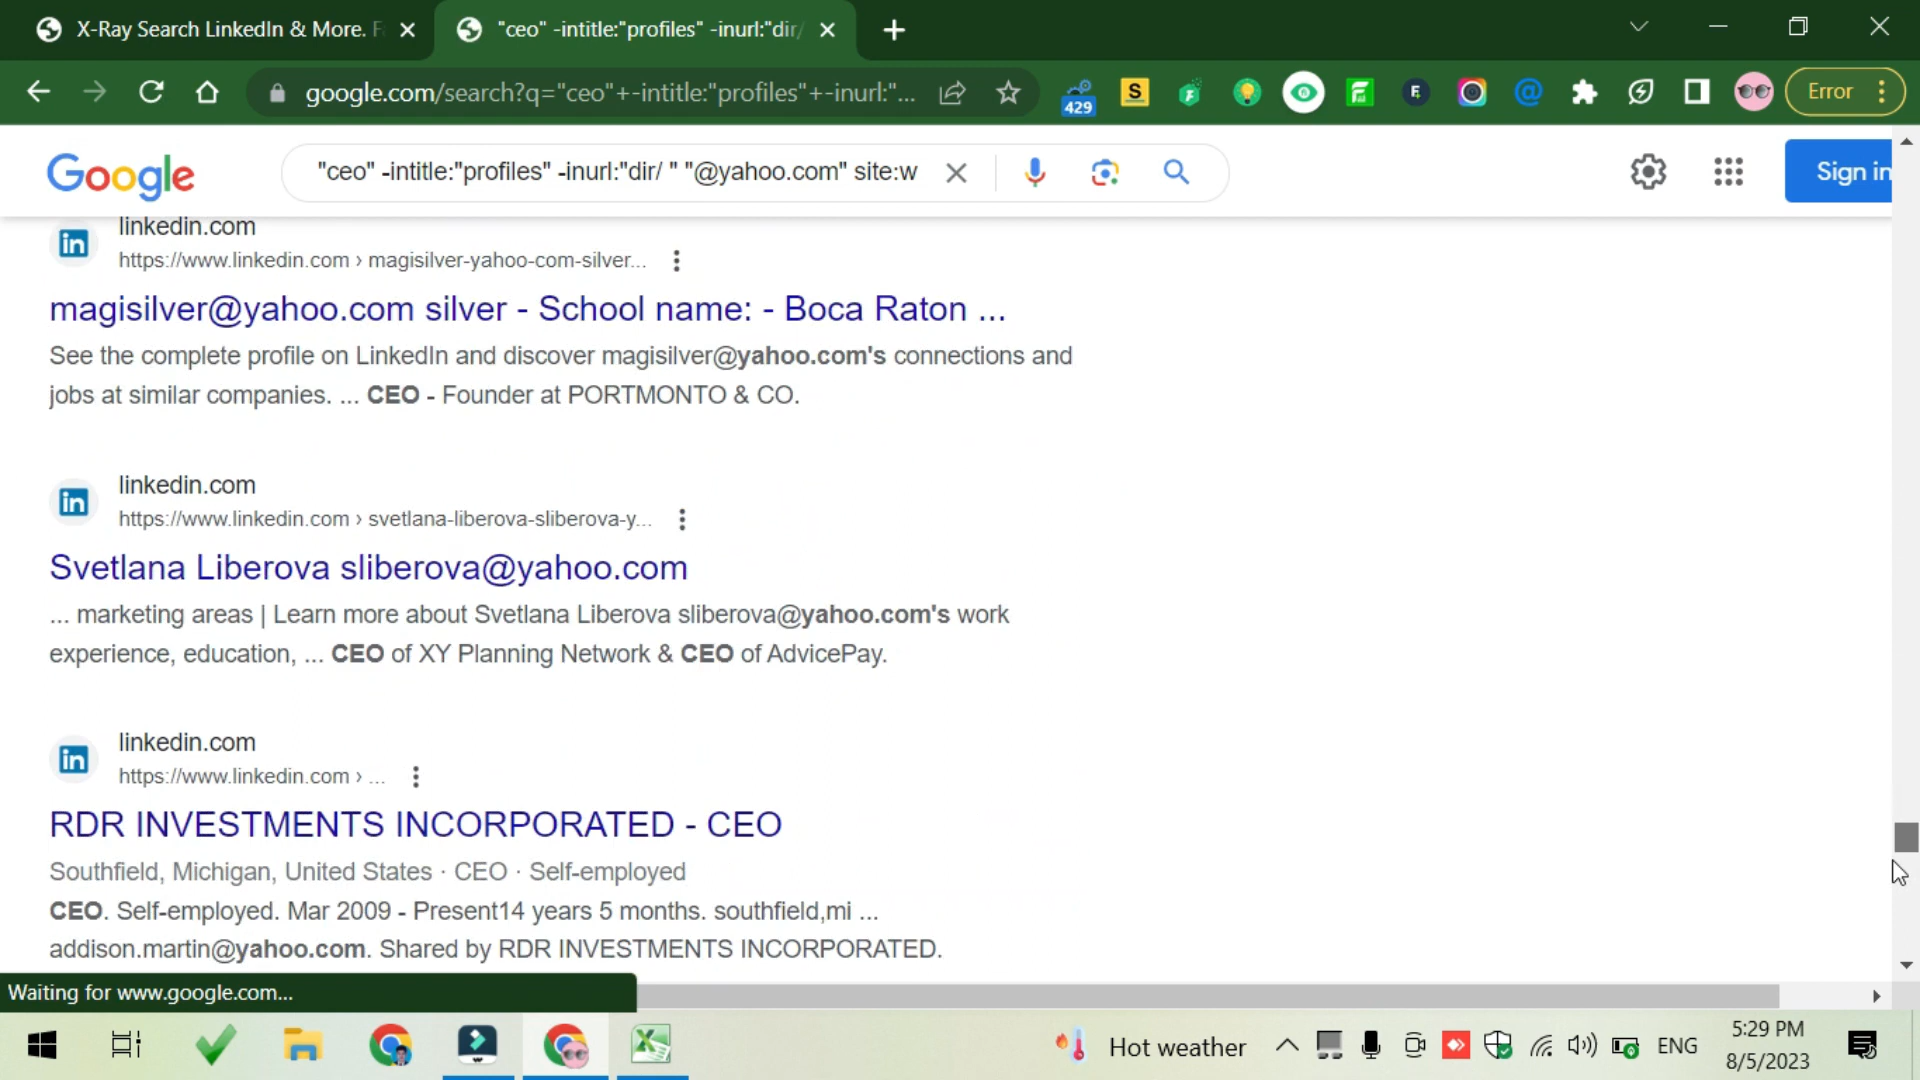 X-Ray Search LinkedIn & More. F
"ceo" -intitle:"profiles" -inurl:"dir/
google.com/search?q="ceo"+-intitle:"profiles"+-inurl:"...
429
S
F
E
@
Error
Google
"ceo" -intitle:"profiles" -inurl:"dir/ " "@yahoo.com" site:w
Sign in
linkedin.com
https://www.linkedin.com › magisilver-yahoo-com-silver...
magisilver@yahoo.com silver - School name: - Boca Raton ...
See the complete profile on LinkedIn and discover magisilver@yahoo.com's connections and
jobs at similar companies. ... CEO - Founder at PORTMONTO & CO.
linkedin.com
https://www.linkedin.com › svetlana-liberova-sliberova-y...
Svetlana Liberova sliberova@yahoo.com
... marketing areas | Learn more about Svetlana Liberova sliberova@yahoo.com's work
experience, education, ... CEO of XY Planning Network & CEO of AdvicePay.
linkedin.com
https://www.linkedin.com › ...
RDR INVESTMENTS INCORPORATED - CEO
Southfield, Michigan, United States · CEO · Self-employed
CEO. Self-employed. Mar 2009 - Present14 years 5 months. southfield,mi ...
addison.martin@yahoo.com. Shared by RDR INVESTMENTS INCORPORATED.
Waiting for www.google.com...
Hot weather
ENG
5:29 PM
8/5/2023